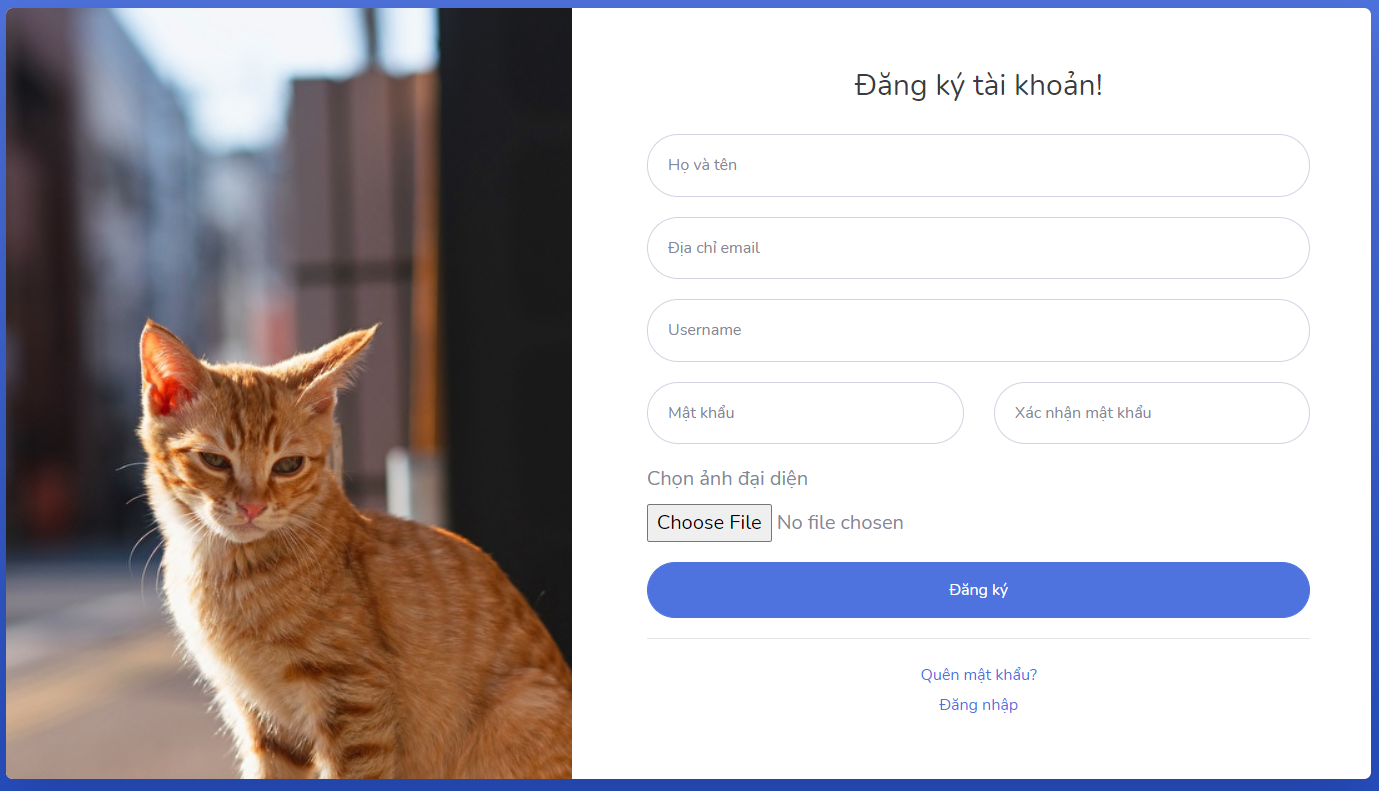 Đăng ký tài khoản!
Họ và tên
Địa chỉ email
Username
Mật khẩu Xác nhận mật khẩu
Chọn ảnh đại diện
Choose File No file chosen
Đăng ký
Quên mật khẩu?
Đăng nhập